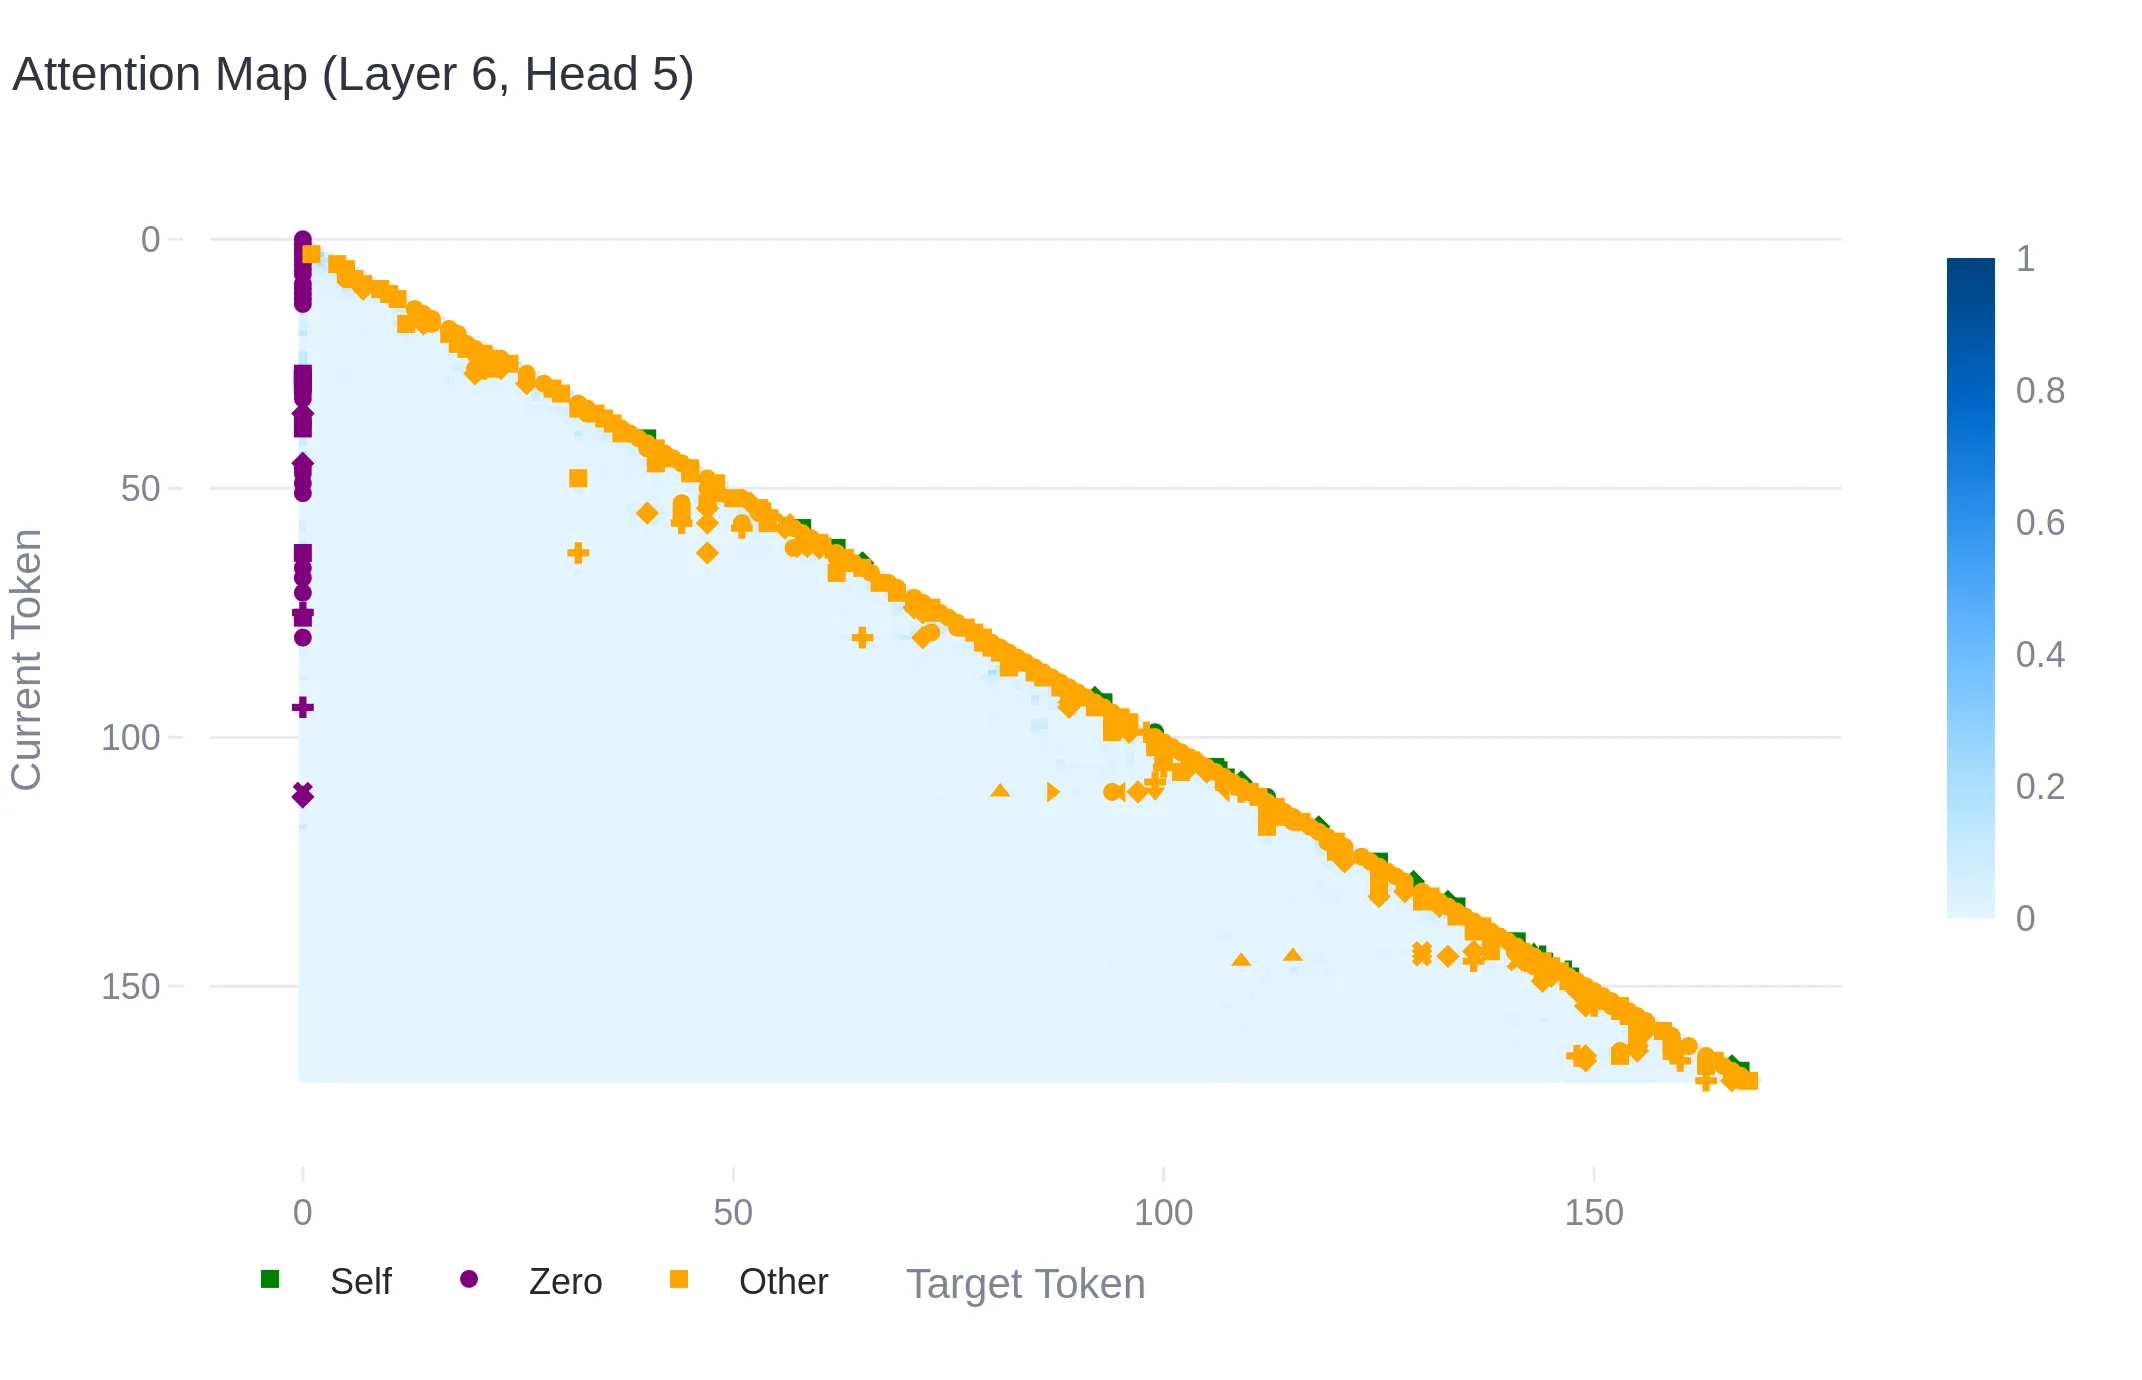 Attention Map (Layer 6, Head 5)
Current Token
0
50
100
150
0
50
100
150
Self
Zero
Other
Target Token
1
0.8
0.6
0.4
0.2
0